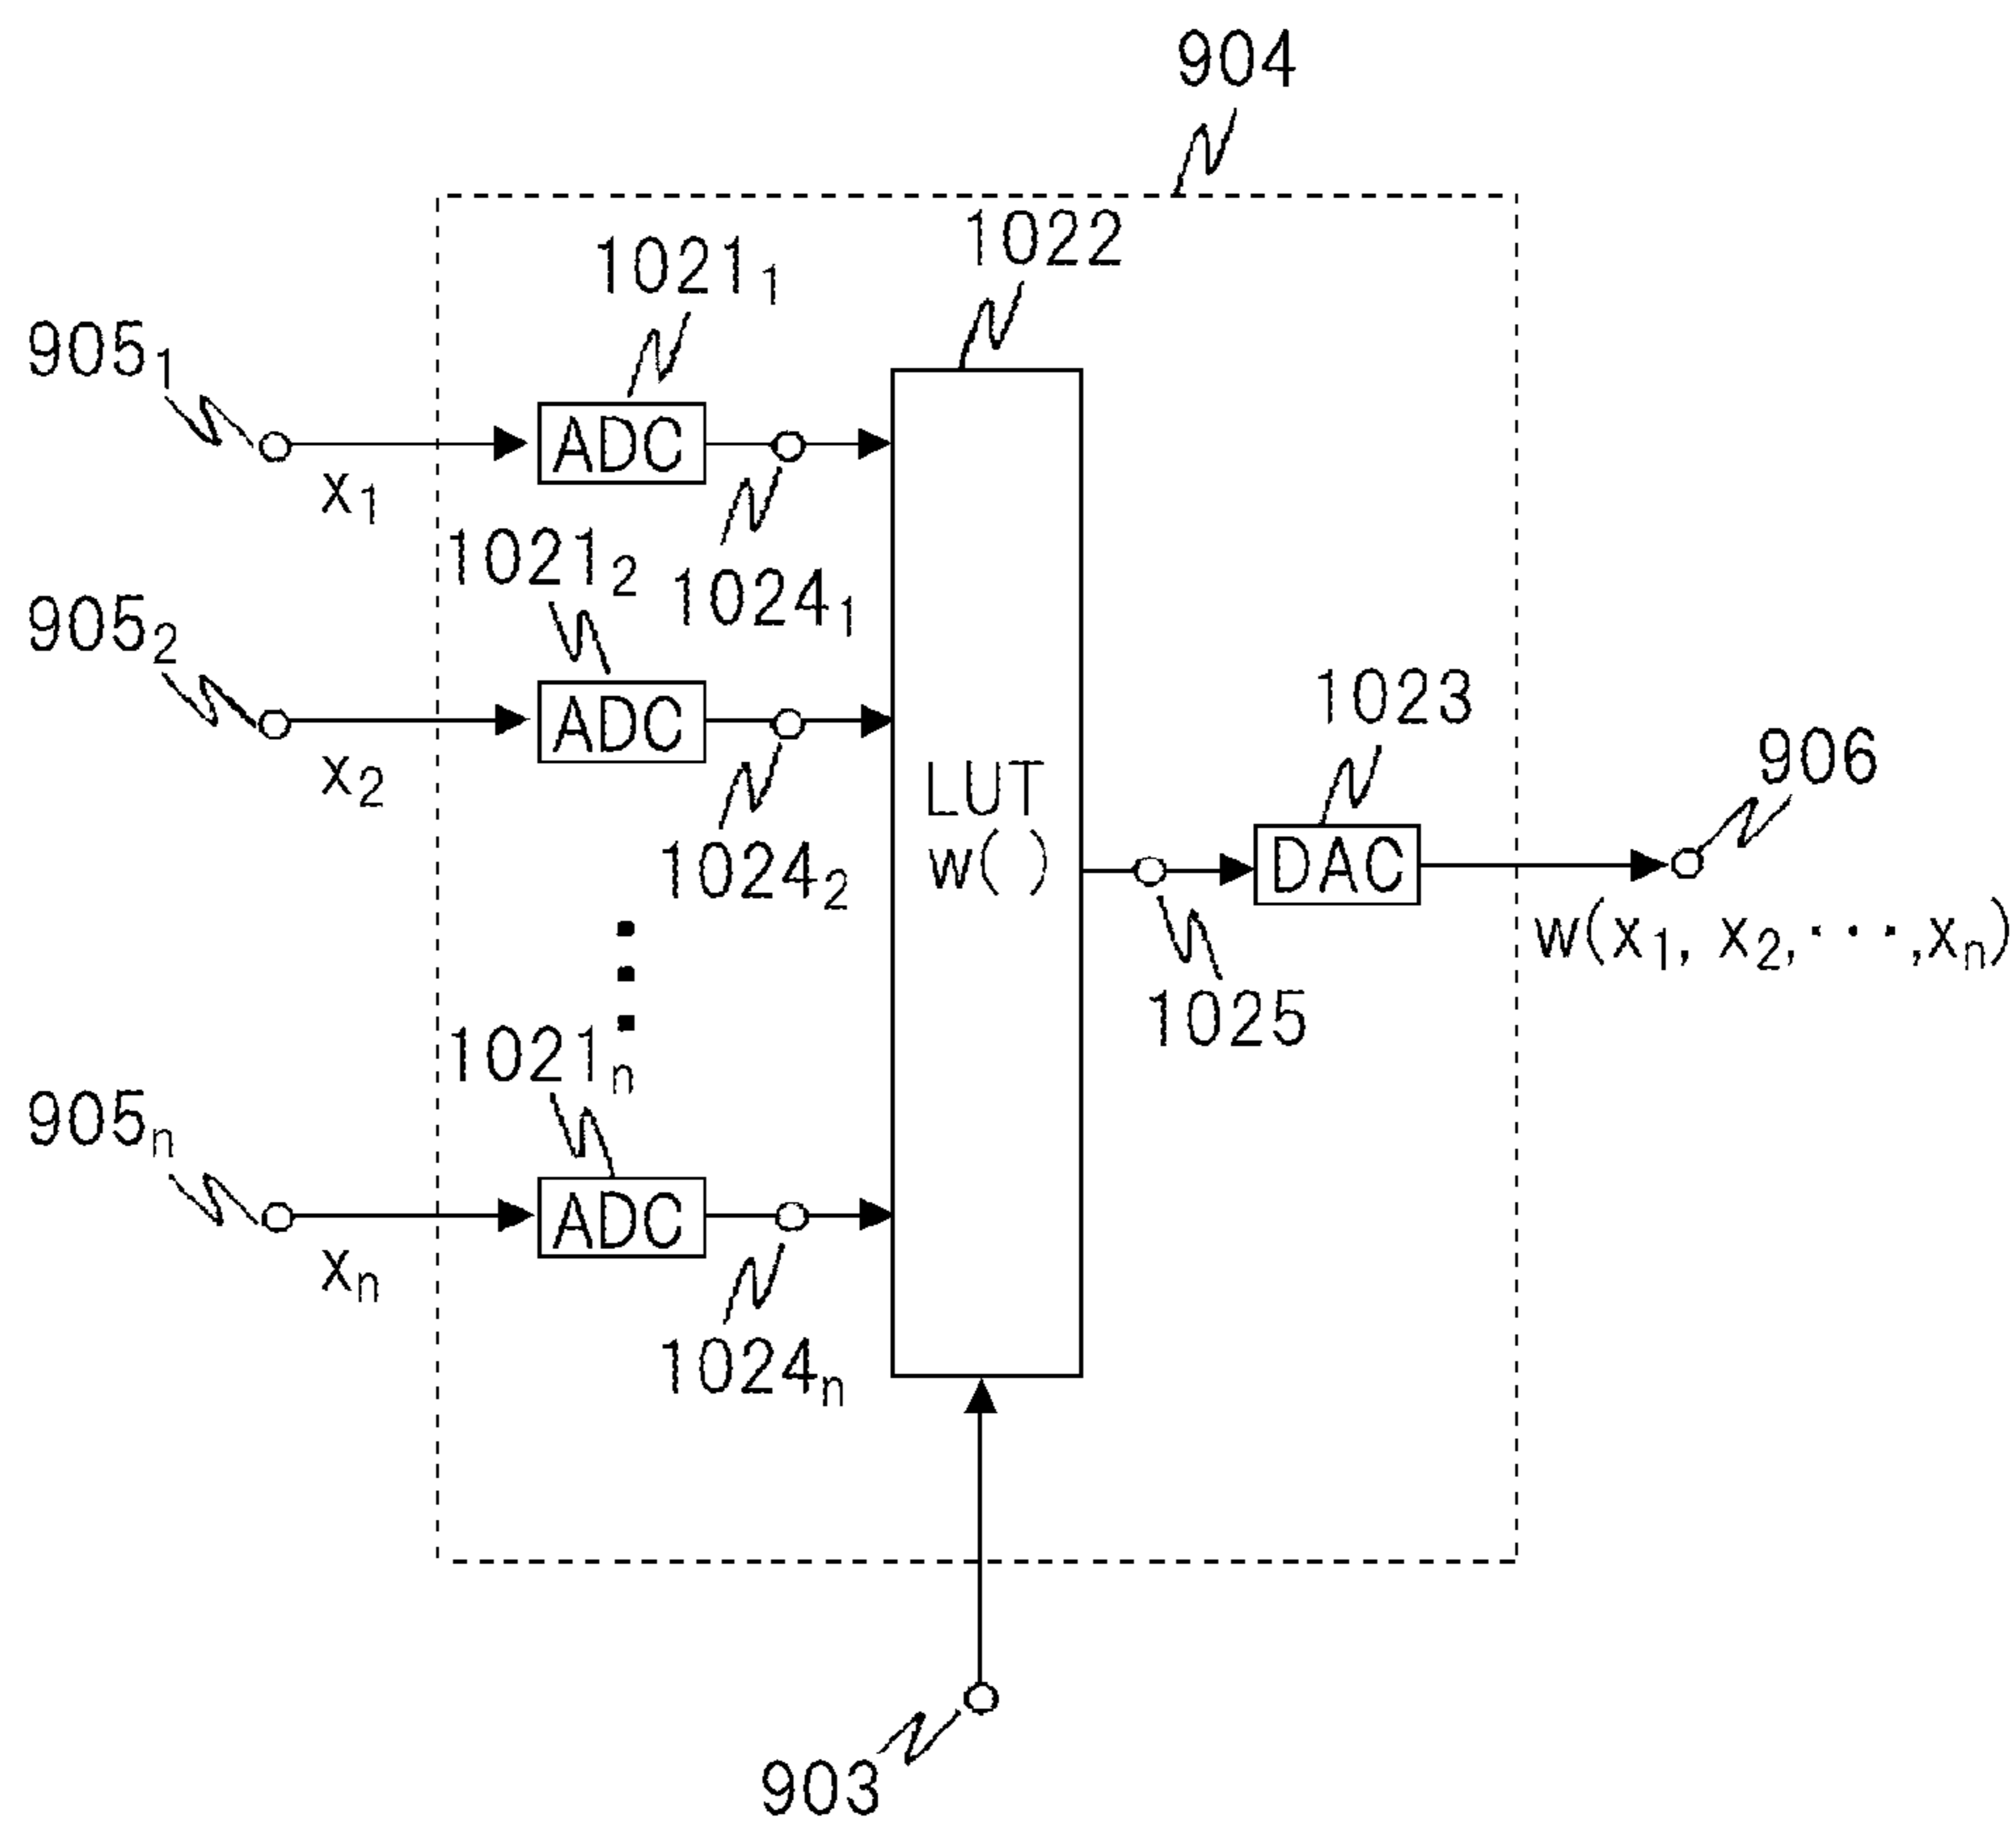 904
1022
1021₁
905₁
ADC
x₁
1021₂
1024₁
905₂
ADC
x₂
1024₂
LUT
w( )
1023
906
DAC
w(x₁, x₂,···,xₙ)
1025
1021ₙ
905ₙ
ADC
xₙ
1024ₙ
903